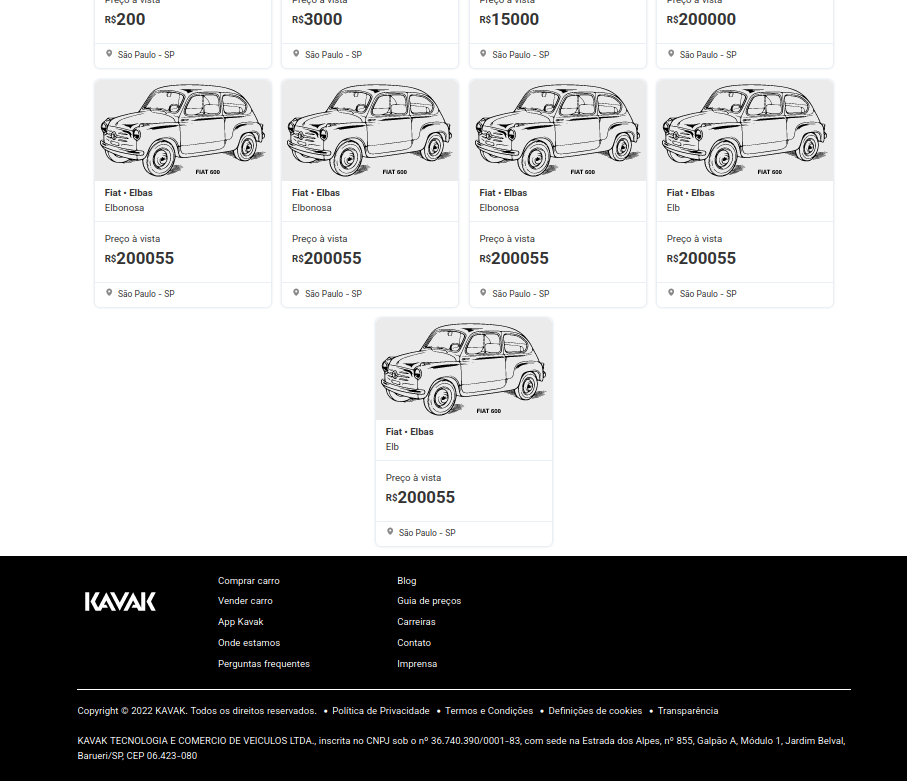 Preço à vista Preço à vista Preço à vista Preço à vista
R$200 R$3000 R$15000 R$200000
São Paulo - SP São Paulo - SP São Paulo - SP São Paulo - SP
FIAT 600 FIAT 600 FIAT 600 FIAT 600
Fiat • Elbas Fiat • Elbas Fiat • Elbas Fiat • Elbas
Elbonosa Elbonosa Elbonosa Elb
Preço à vista Preço à vista Preço à vista Preço à vista
R$200055 R$200055 R$200055 R$200055
São Paulo - SP São Paulo - SP São Paulo - SP São Paulo - SP
FIAT 600
Fiat • Elbas
Elb
Preço à vista
R$200055
São Paulo - SP
KAVAK
Comprar carro Blog
Vender carro Guia de preços
App Kavak Carreiras
Onde estamos Contato
Perguntas frequentes Imprensa
Copyright © 2022 KAVAK. Todos os direitos reservados. • Política de Privacidade • Termos e Condições • Definições de cookies • Transparência
KAVAK TECNOLOGIA E COMERCIO DE VEICULOS LTDA., inscrita no CNPJ sob o nº 36.740.390/0001-83, com sede na Estrada dos Alpes, nº 855, Galpão A, Módulo 1, Jardim Belval,
Barueri/SP, CEP 06.423-080